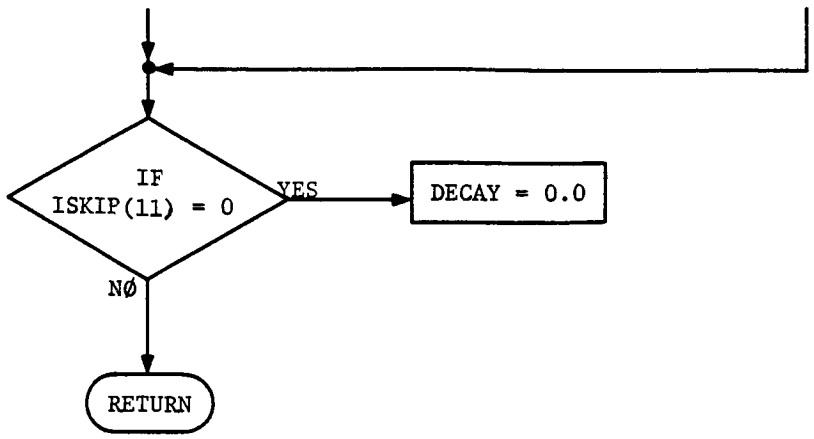 IF
ISKIP(11) = 0
YES
DECAY = 0.0
NØ
RETURN